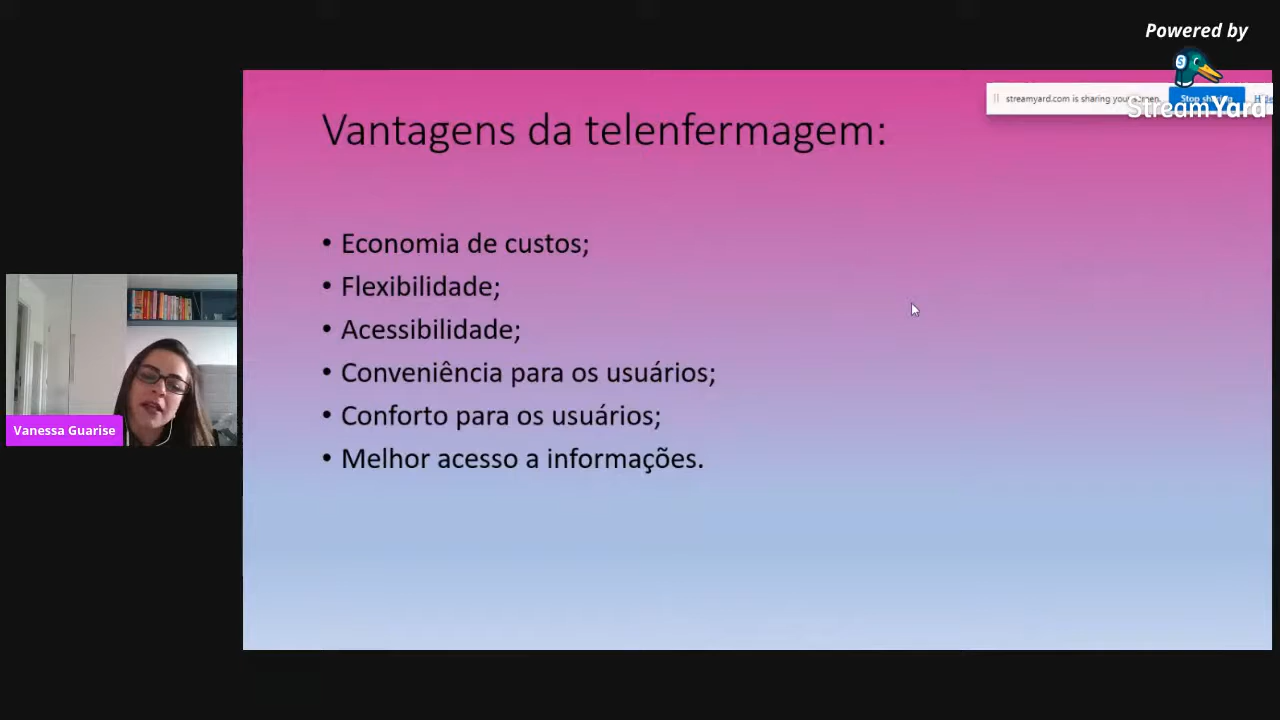 Powered by
StreamYard
streamyard.com is sharing your screen.
Stop sharing
Hide
Vantagens da telenfermagem:
• Economia de custos;
• Flexibilidade;
• Acessibilidade;
• Conveniência para os usuários;
• Conforto para os usuários;
• Melhor acesso a informações.
Vanessa Guarise